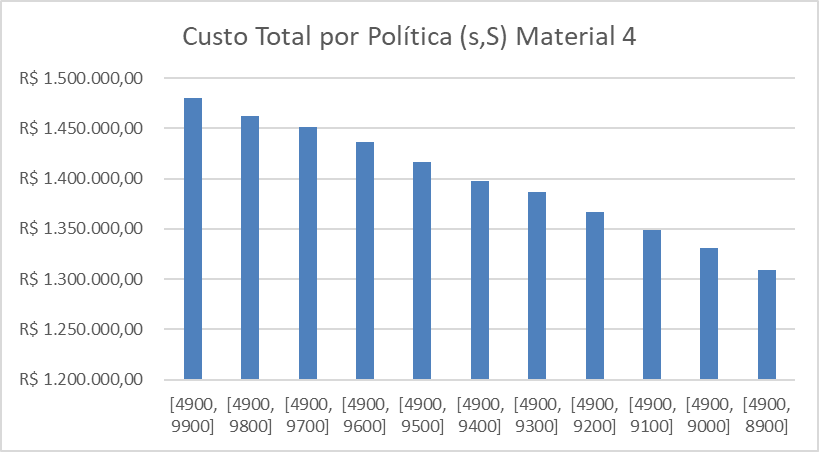 Custo Total por Política (s,S) Material 4
R$ 1.500.000,00
R$ 1.450.000,00
R$ 1.400.000,00
R$ 1.350.000,00
R$ 1.300.000,00
R$ 1.250.000,00
R$ 1.200.000,00
[4900, [4900, [4900, [4900, [4900, [4900, [4900, [4900, [4900, [4900, [4900,
9900] 9800] 9700] 9600] 9500] 9400] 9300] 9200] 9100] 9000] 8900]